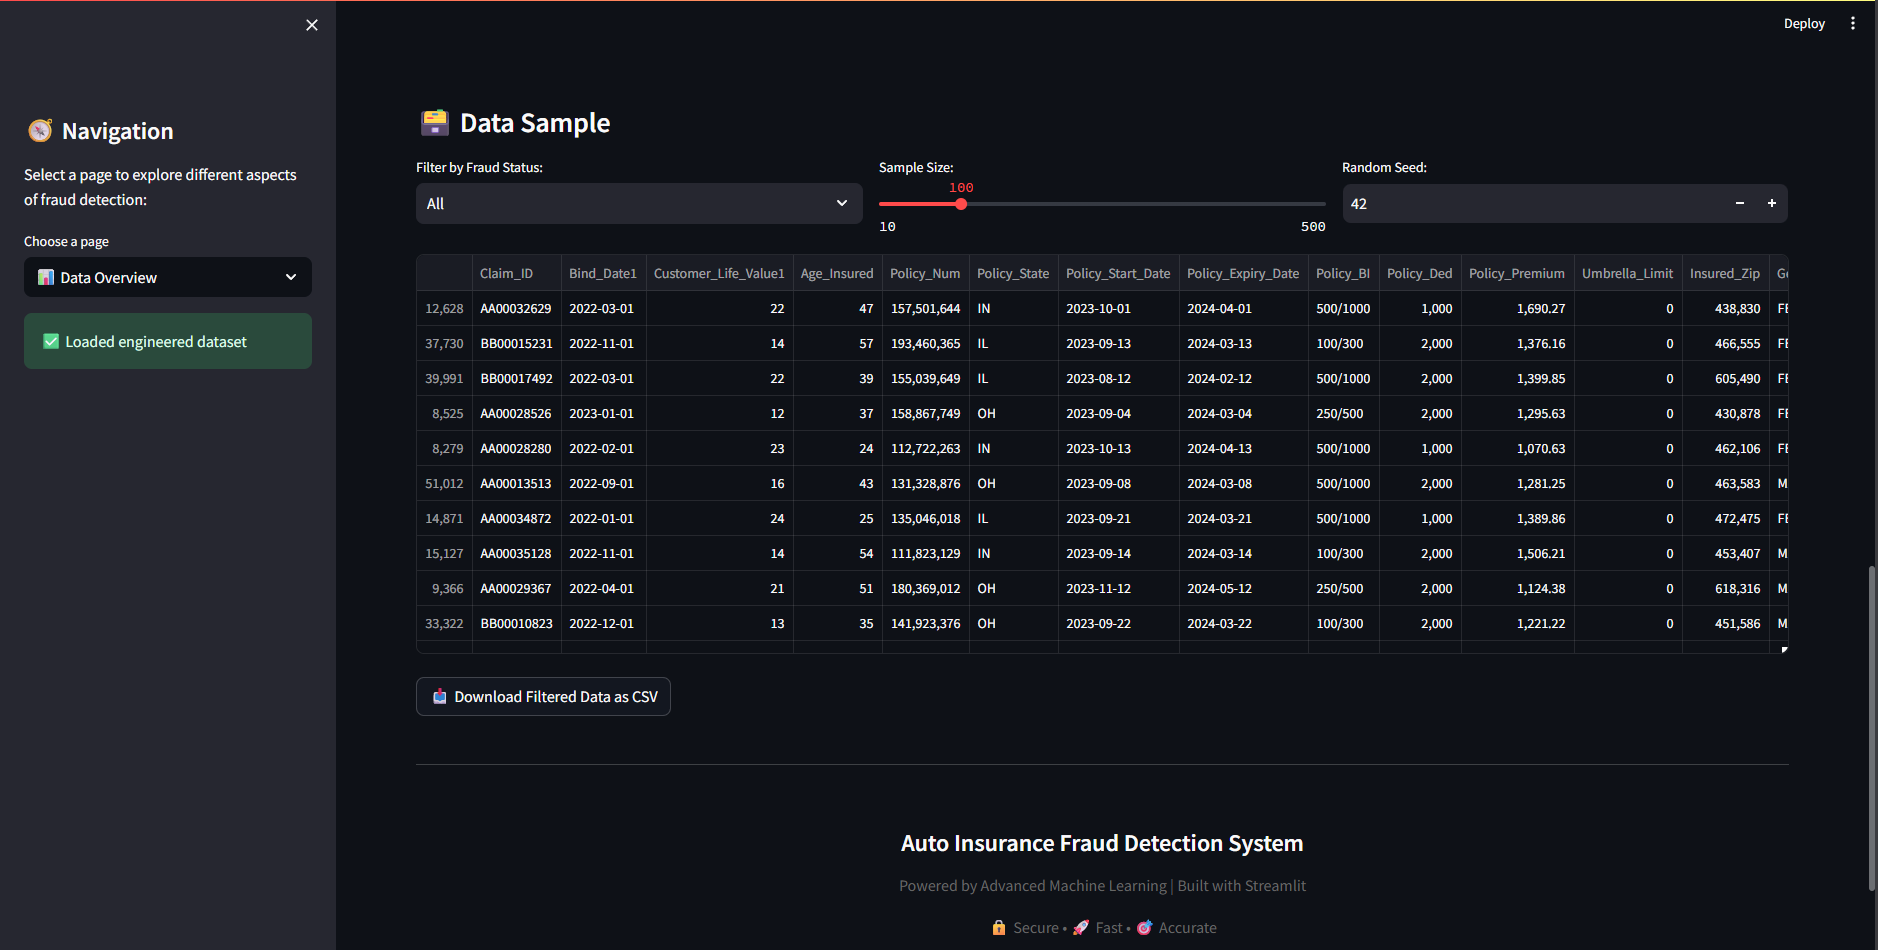 Deploy
Navigation
Select a page to explore different aspects
of fraud detection:
Choose a page
Data Overview
Loaded engineered dataset
Data Sample
Filter by Fraud Status:
All
Sample Size:
100
10 500
Random Seed:
42
Claim_ID Bind_Date1 Customer_Life_Value1 Age_Insured Policy_Num Policy_State Policy_Start_Date Policy_Expiry_Date Policy_BI Policy_Ded Policy_Premium Umbrella_Limit Insured_Zip
12,628 AA00032629 2022-03-01 22 47 157,501,644 IN 2023-10-01 2024-04-01 500/1000 1,000 1,690.27 0 438,830 FE
37,730 BB00015231 2022-11-01 14 57 193,460,365 IL 2023-09-13 2024-03-13 100/300 2,000 1,376.16 0 466,555 FE
39,991 BB00017492 2022-03-01 22 39 155,039,649 IL 2023-08-12 2024-02-12 500/1000 2,000 1,399.85 0 605,490 FE
8,525 AA00028526 2023-01-01 12 37 158,867,749 OH 2023-09-04 2024-03-04 250/500 2,000 1,295.63 0 430,878 FE
8,279 AA00028280 2022-02-01 23 24 112,722,263 IN 2023-10-13 2024-04-13 500/1000 1,000 1,070.63 0 462,106 FE
51,012 AA00013513 2022-09-01 16 43 131,328,876 OH 2023-09-08 2024-03-08 500/1000 2,000 1,281.25 0 463,583 M
14,871 AA00034872 2022-01-01 24 25 135,046,018 IL 2023-09-21 2024-03-21 500/1000 1,000 1,389.86 0 472,475 FE
15,127 AA00035128 2022-11-01 14 54 111,823,129 IN 2023-09-14 2024-03-14 100/300 2,000 1,506.21 0 453,407 M
9,366 AA00029367 2022-04-01 21 51 180,369,012 OH 2023-11-12 2024-05-12 250/500 2,000 1,124.38 0 618,316 M
33,322 BB00010823 2022-12-01 13 35 141,923,376 OH 2023-09-22 2024-03-22 100/300 2,000 1,221.22 0 451,586 M
Download Filtered Data as CSV
Auto Insurance Fraud Detection System
Powered by Advanced Machine Learning | Built with Streamlit
Secure • Fast • Accurate